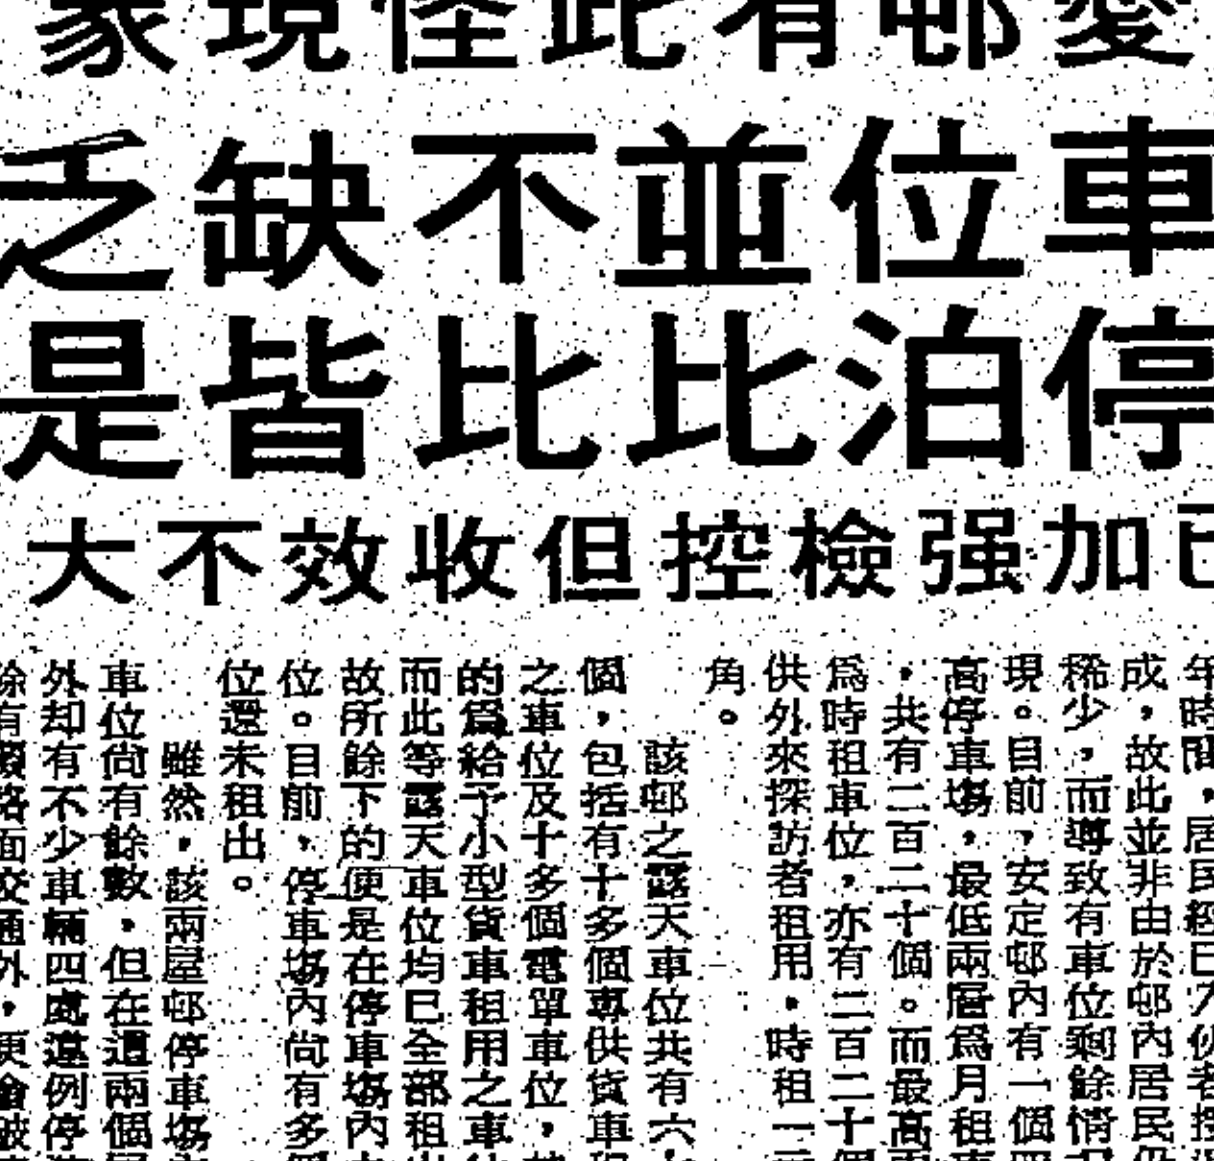 愛邨有此怪現象
車位並不缺乏
停泊比比皆是
已加强檢控但收效不大
年時間，居民經已入伙者
成，故此並非由於邨內居民
稀少，而導致有車位剩餘情
現。目前，安定邨內有一個
高停車場，最低兩層爲月租
，共有二百二十個。而最高
爲時租車位，亦有二百二十個
供外來探訪者租用，時租一元
角。
該邨之露天車位共有六
個，包括有十多個專供貨車
之車位及十多個電單車位，
的爲給予小型貨車租用之車
而此等露天車位均已全部租
故所餘下的便是在停車場內
位。目前，停車場內尚有多
位還未租出。
雖然，該兩屋邨停車場
車位尚有餘數，但在這兩個
外却有不少車輛四處違例停
除有礙路面交通外，更會破